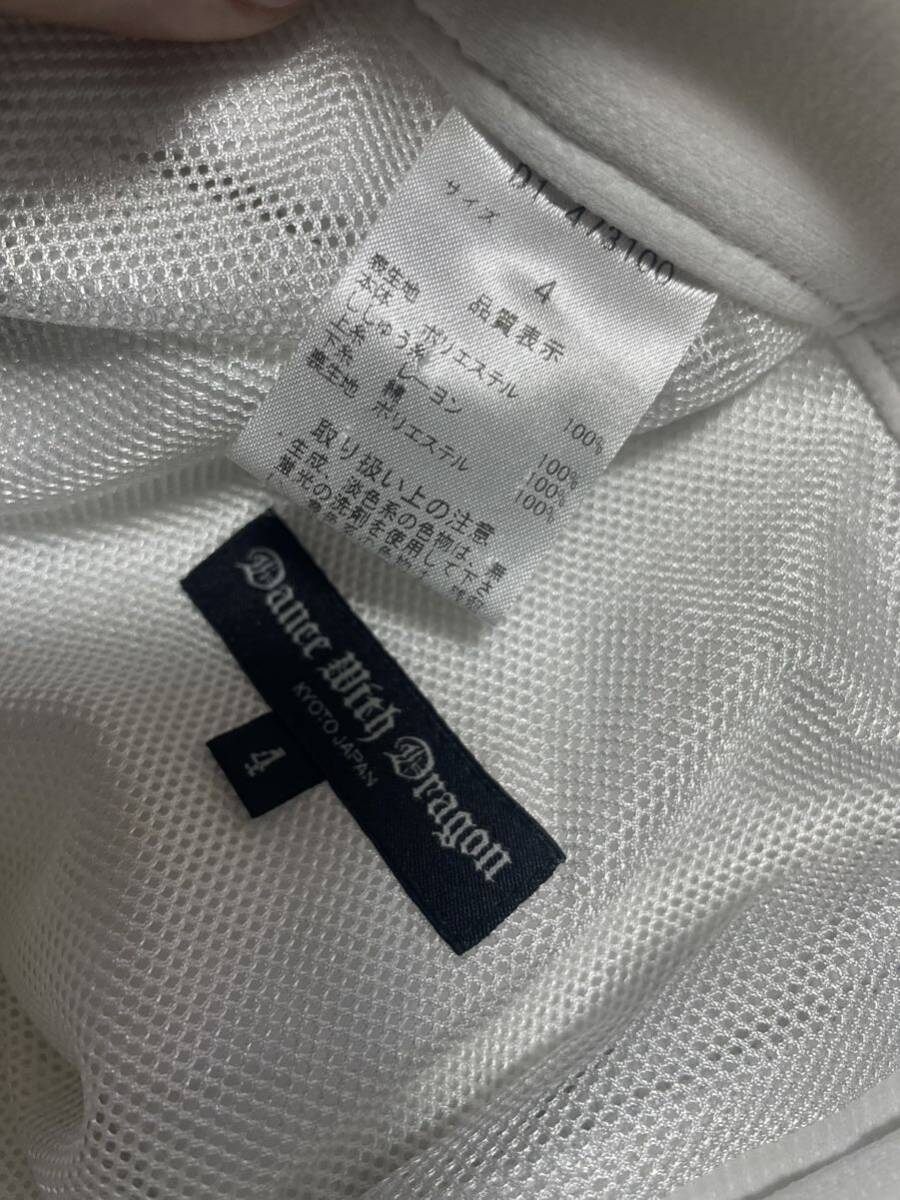 D1 473100
サイズ 4
品質表示
表生地
本体 ポリエステル 100%
ししゅう糸
上糸 レーヨン 100%
下糸 綿 100%
裏生地 ポリエステル 100%
取り扱い上の注意
・生成、淡色系の色物は、無
蛍光の洗剤を使用して下さ
Dance With Dragon
KYOTO JAPAN
4